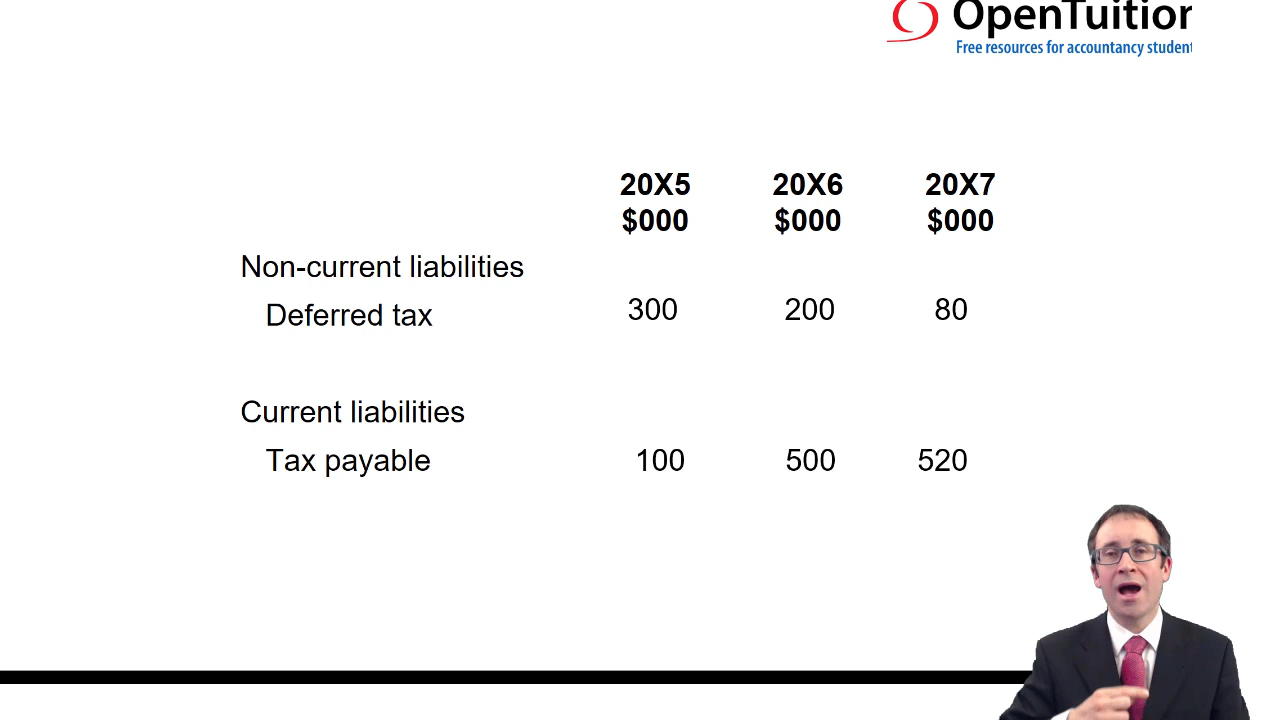 OpenTuition
Free resources for accountancy student
20X5 20X6 20X7
$000 $000 $000
Non-current liabilities
Deferred tax 300 200 80
Current liabilities
Tax payable 100 500 520